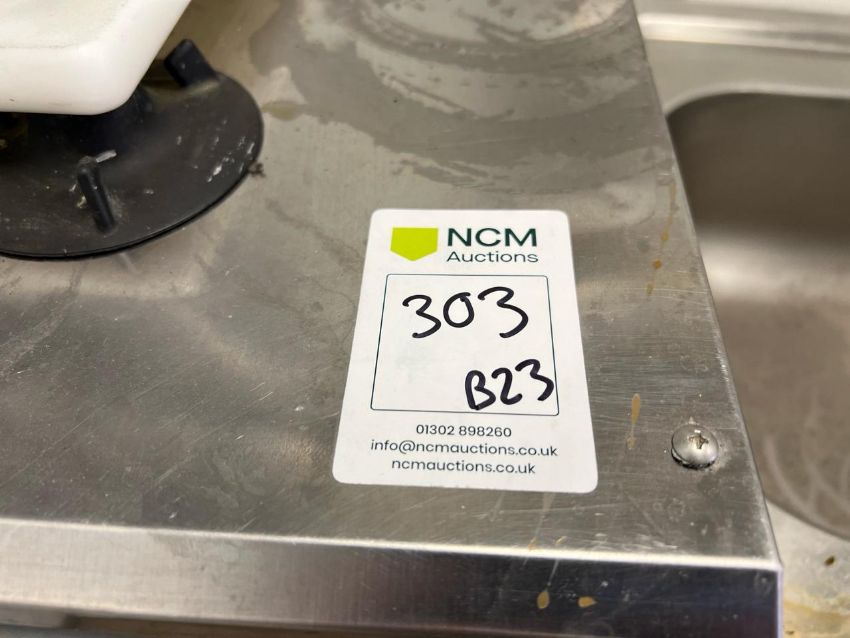 NCM
Auctions
303
B23
01302 898260
info@ncmauctions.co.uk
ncmauctions.co.uk